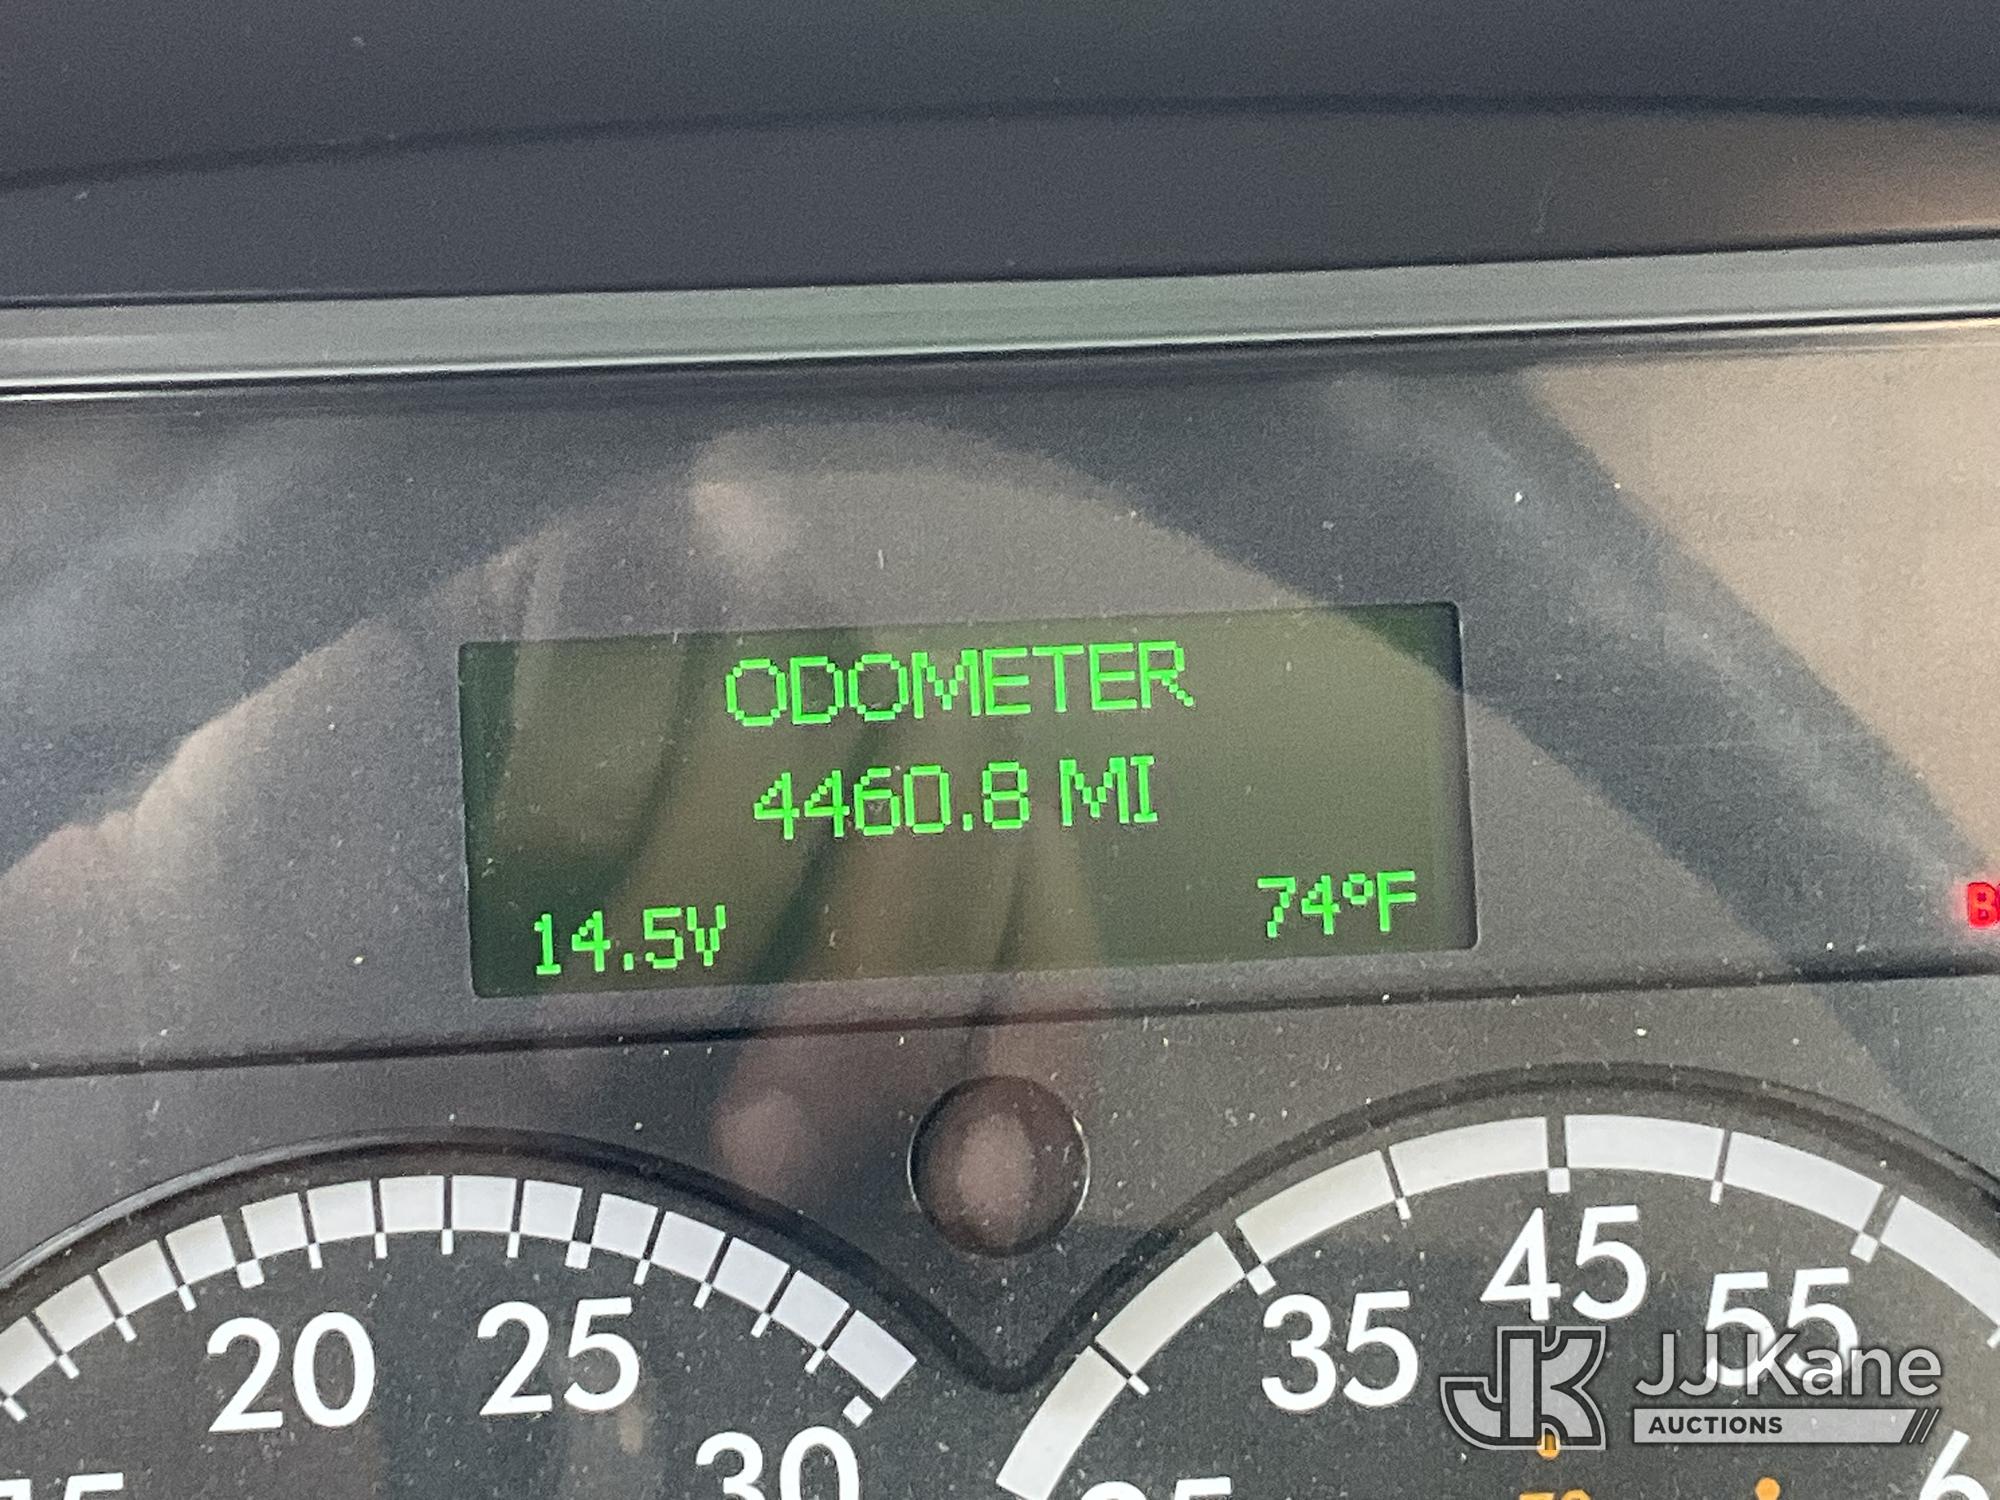 ODOMETER
4460.8 MI
14.5V 74°F
20 25 30
35 45 55
JJ Kane
AUCTIONS